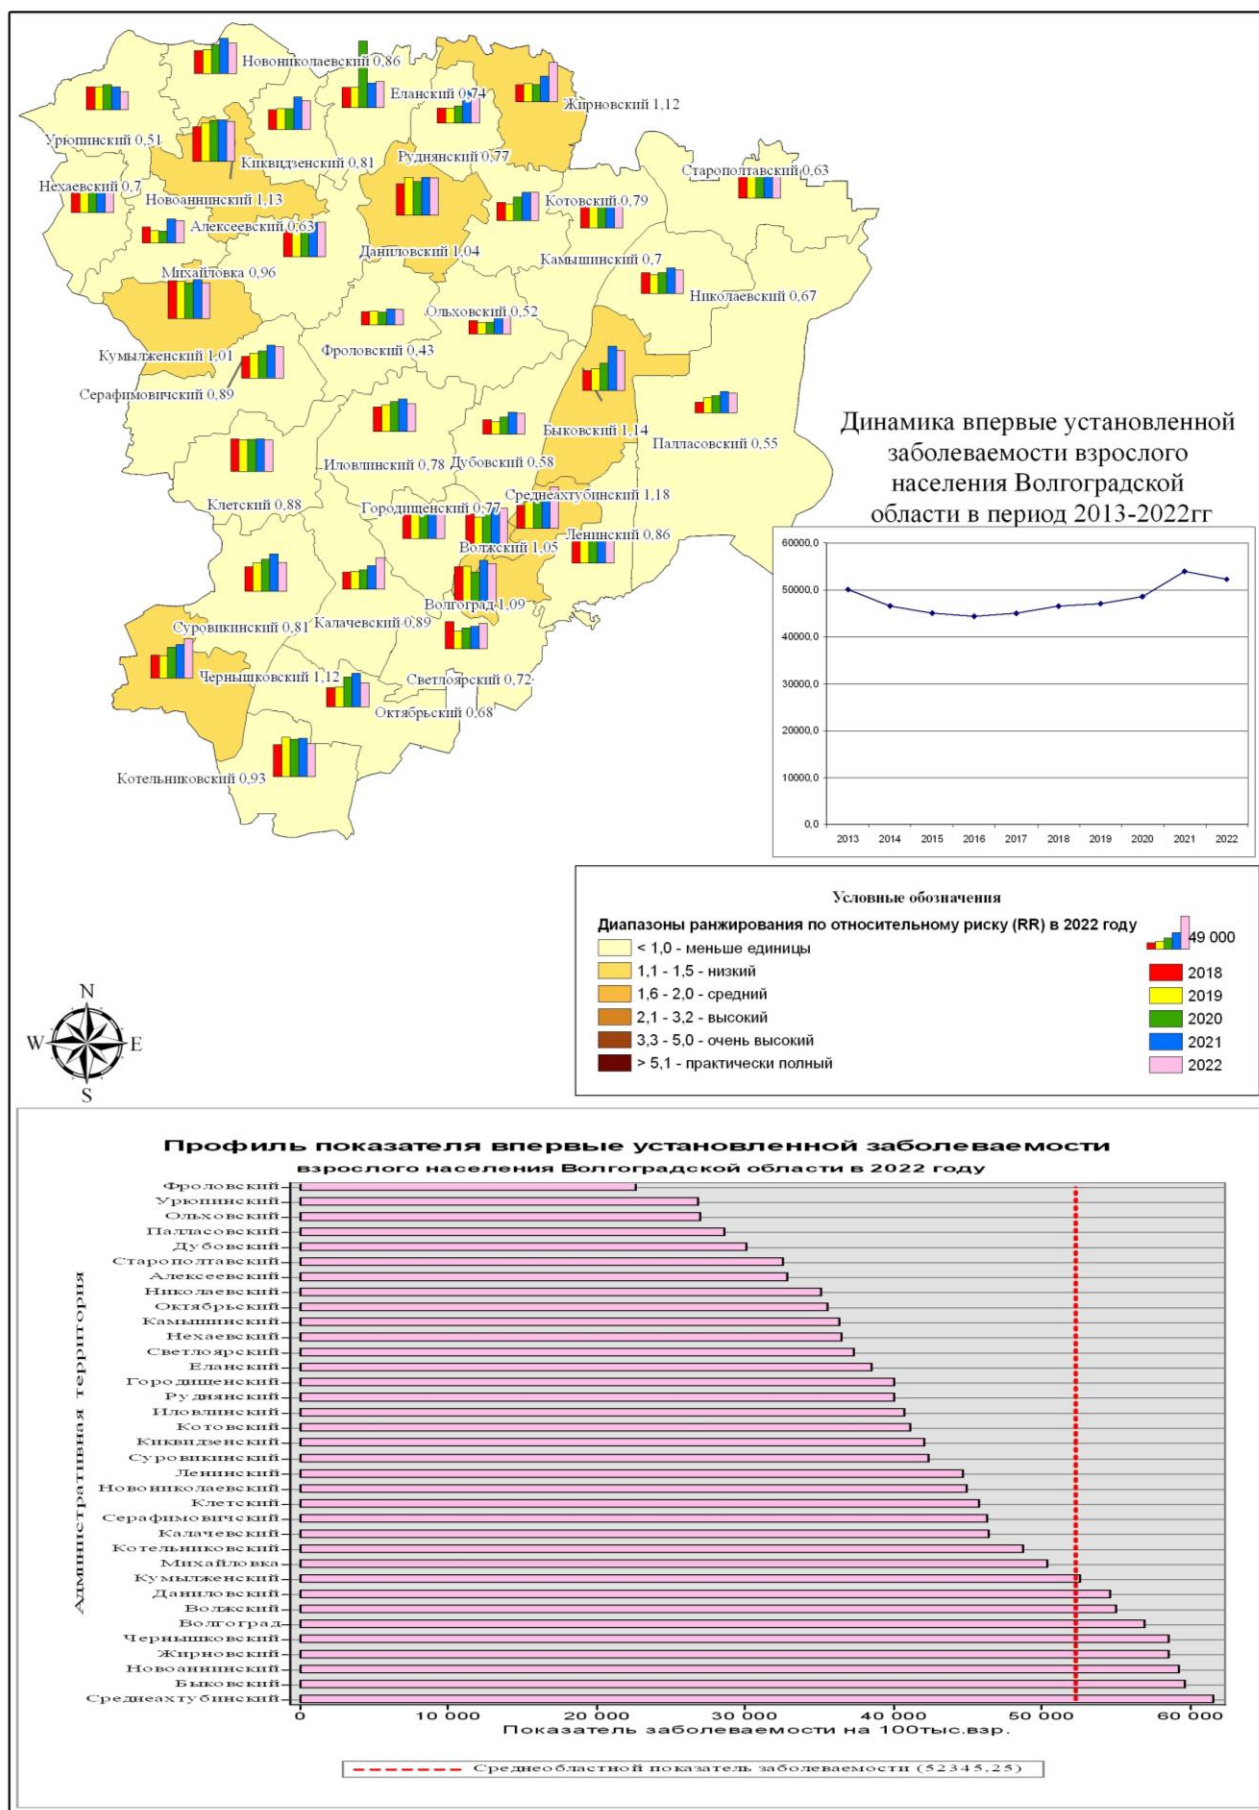 Новониколаевский 0,86
Еланский 0,74
Жирновский 1,12
Урюпинский 0,51
Киквидзенский 0,81
Руднянский 0,77
Старополтавский 0,63
Нехаевский 0,7
Новоаннинский 1,13
Котовский 0,79
Алексеевский 0,63
Даниловский 1,04
Камышинский 0,7
Михайловка 0,96
Николаевский 0,67
Ольховский 0,52
Фроловский 0,43
Кумылженский 1,01
Серафимовичский 0,89
Быковский 1,14
Палласовский 0,55
Иловлинский 0,78
Дубовский 0,58
Клетский 0,88
Среднеахтубинский 1,18
Городищенский 0,77
Ленинский 0,86
Волжский 1,05
Волгоград 1,09
Калачевский 0,89
Суровикинский 0,81
Чернышковский 1,12
Светлоярский 0,72
Октябрьский 0,68
Котельниковский 0,93
Динамика впервые установленной
заболеваемости взрослого
населения Волгоградской
области в период 2013-2022гг
60000,0
50000,0
40000,0
30000,0
20000,0
10000,0
0,0
2013 2014 2015 2016 2017 2018 2019 2020 2021 2022
Условные обозначения
Диапазоны ранжирования по относительному риску (RR) в 2022 году
< 1,0 - меньше единицы
1,1 - 1,5 - низкий
1,6 - 2,0 - средний
2,1 - 3,2 - высокий
3,3 - 5,0 - очень высокий
> 5,1 - практически полный
49 000
2018
2019
2020
2021
2022
N
W E
S
Профиль показателя впервые установленной заболеваемости
взрослого населения Волгоградской области в 2022 году
Административная территория
Фроловский
Урюпинский
Ольховский
Палласовский
Дубовский
Старополтавский
Алексеевский
Николаевский
Октябрьский
Камышинский
Нехаевский
Светлоярский
Еланский
Городищенский
Руднянский
Иловлинский
Котовский
Киквидзенский
Суровикинский
Ленинский
Новониколаевский
Клетский
Серафимовичский
Калачевский
Котельниковский
Михайловка
Кумылженский
Даниловский
Волжский
Волгоград
Чернышковский
Жирновский
Новоаннинский
Быковский
Среднеахтубинский
0 10 000 20 000 30 000 40 000 50 000 60 000
Показатель заболеваемости на 100тыс.взр.
Среднеобластной показатель заболеваемости (52345,25)